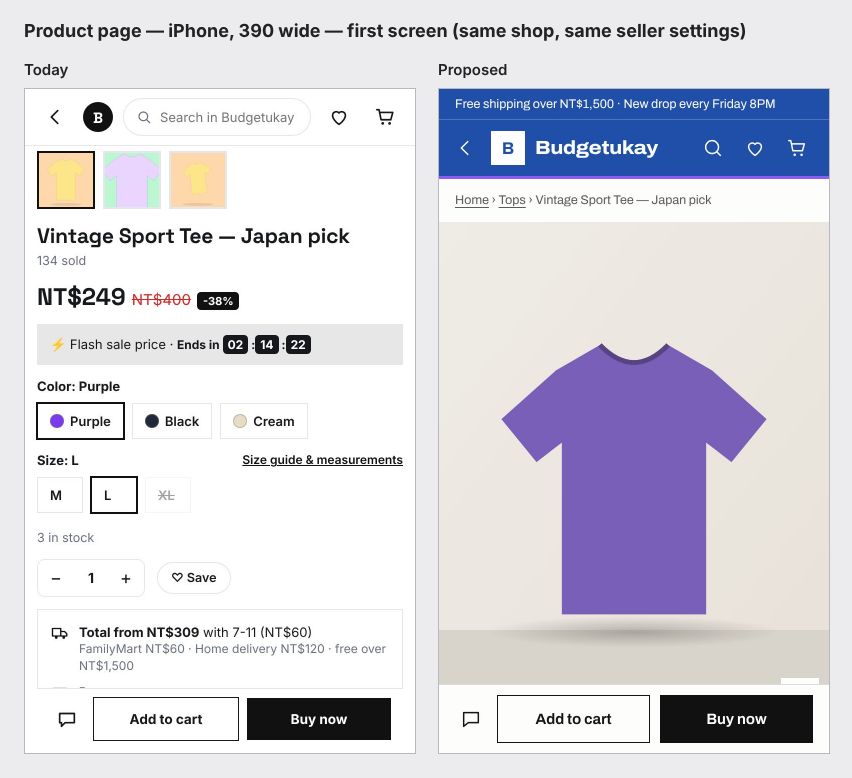 Product page — iPhone, 390 wide — first screen (same shop, same seller settings)
Today
B
Search in Budgetukay
Vintage Sport Tee — Japan pick
134 sold
NT$249 NT$400 -38%
⚡ Flash sale price · Ends in 02 : 14 : 22
Color: Purple
Purple
Black
Cream
Size: L
Size guide & measurements
M
L
XL
3 in stock
− 1 +
♡ Save
Total from NT$309 with 7-11 (NT$60)
FamilyMart NT$60 · Home delivery NT$120 · free over
NT$1,500
Add to cart
Buy now
Proposed
Free shipping over NT$1,500 · New drop every Friday 8PM
B
Budgetukay
Home › Tops › Vintage Sport Tee — Japan pick
Add to cart
Buy now